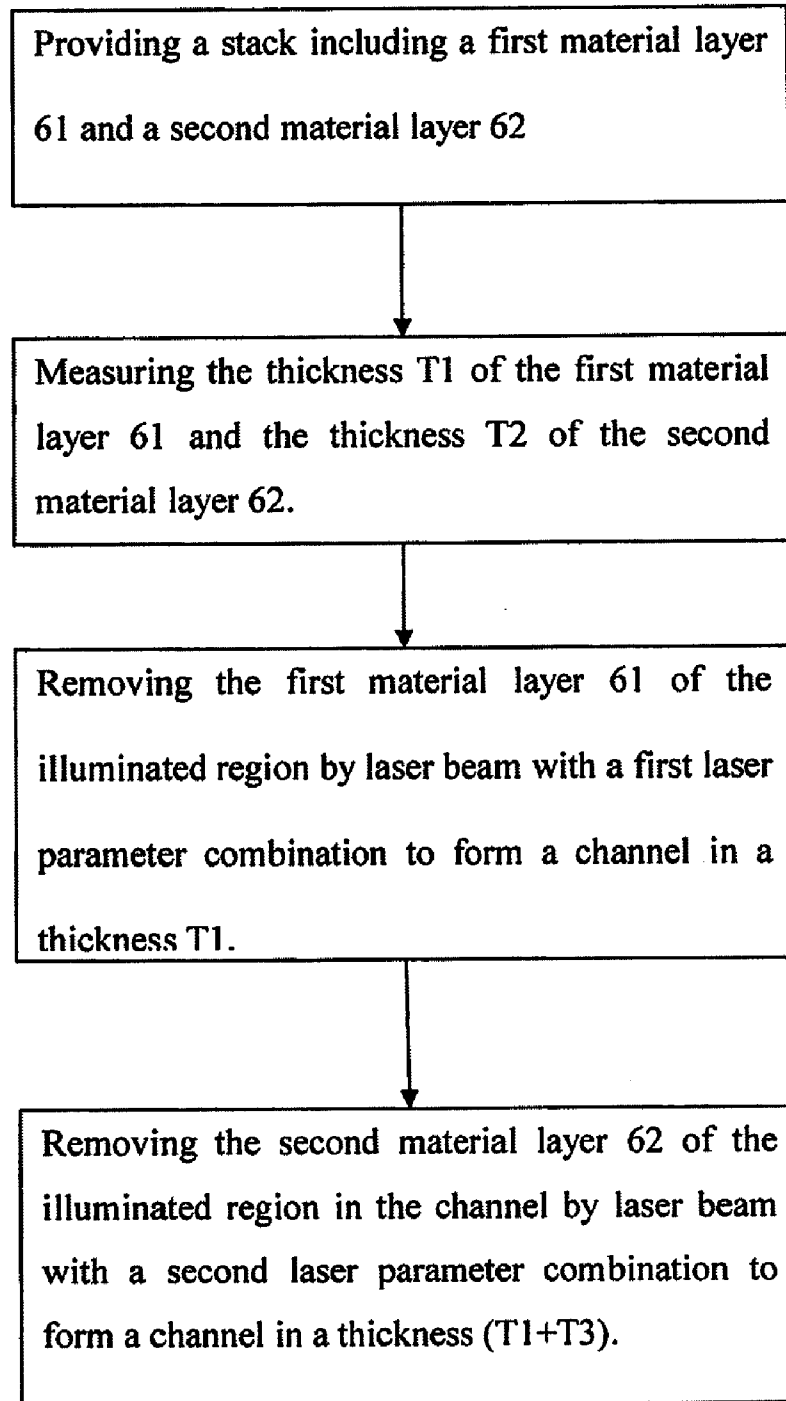 Providing a stack including a first material layer
61 and a second material layer 62
Measuring the thickness T1 of the first material
layer 61 and the thickness T2 of the second
material layer 62.
Removing the first material layer 61 of the
illuminated region by laser beam with a first laser
parameter combination to form a channel in a
thickness T1.
Removing the second material layer 62 of the
illuminated region in the channel by laser beam
with a second laser parameter combination to
form a channel in a thickness (T1+T3).